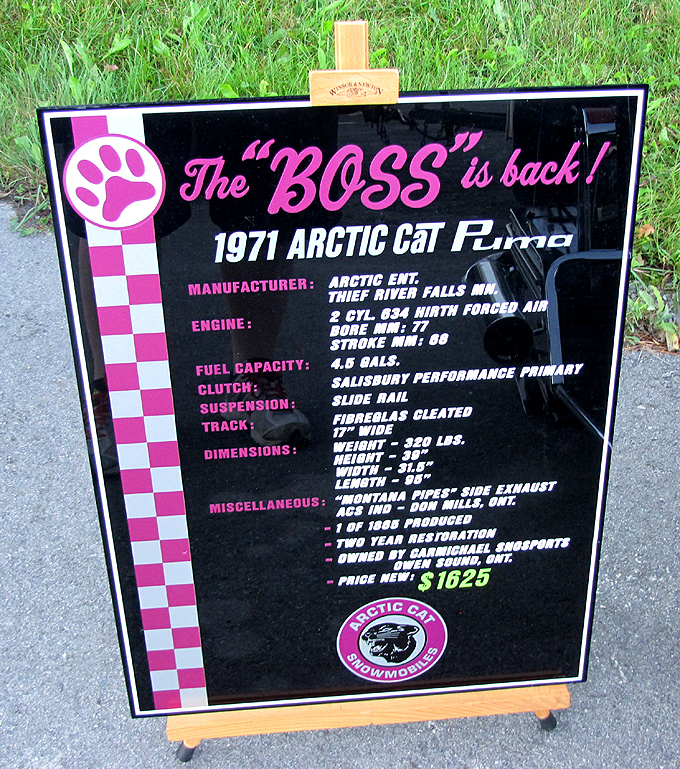 WINSOR & NEWTON
The "BOSS" is back!
1971 ARCTIC CAT Puma
MANUFACTURER: ARCTIC ENT.
THIEF RIVER FALLS MN.
ENGINE: 2 CYL. 634 HIRTH FORCED AIR
BORE MM: 77
STROKE MM: 68
FUEL CAPACITY: 4.5 GALS.
CLUTCH: SALISBURY PERFORMANCE PRIMARY
SUSPENSION: SLIDE RAIL
TRACK: FIBREGLAS CLEATED
17" WIDE
DIMENSIONS: WEIGHT - 320 LBS.
HEIGHT - 39"
WIDTH - 31.5"
LENGTH - 95"
MISCELLANEOUS: "MONTANA PIPES" SIDE EXHAUST
ACS IND - DON MILLS, ONT.
- 1 OF 1885 PRODUCED
- TWO YEAR RESTORATION
- OWNED BY CARMICHAEL SNOSPORTS
OWEN SOUND, ONT.
- PRICE NEW: $1625
ARCTIC CAT
SNOWMOBILES